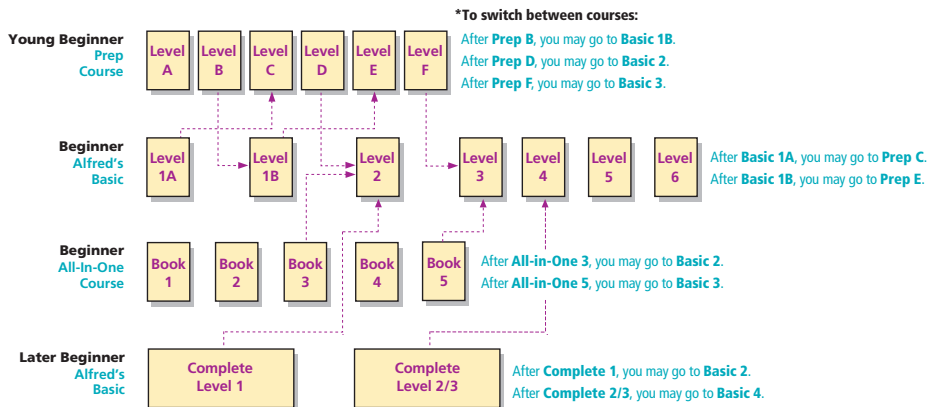 *To switch between courses:
Young Beginner
Prep
Course
Level
A
Level
B
Level
C
Level
D
Level
E
Level
F
After Prep B, you may go to Basic 1B.
After Prep D, you may go to Basic 2.
After Prep F, you may go to Basic 3.
Beginner
Alfred's
Basic
Level
1A
Level
1B
Level
2
Level
3
Level
4
Level
5
Level
6
After Basic 1A, you may go to Prep C.
After Basic 1B, you may go to Prep E.
Beginner
All-In-One
Course
Book
1
Book
2
Book
3
Book
4
Book
5
After All-in-One 3, you may go to Basic 2.
After All-in-One 5, you may go to Basic 3.
Later Beginner
Alfred's
Basic
Complete
Level 1
Complete
Level 2/3
After Complete 1, you may go to Basic 2.
After Complete 2/3, you may go to Basic 4.